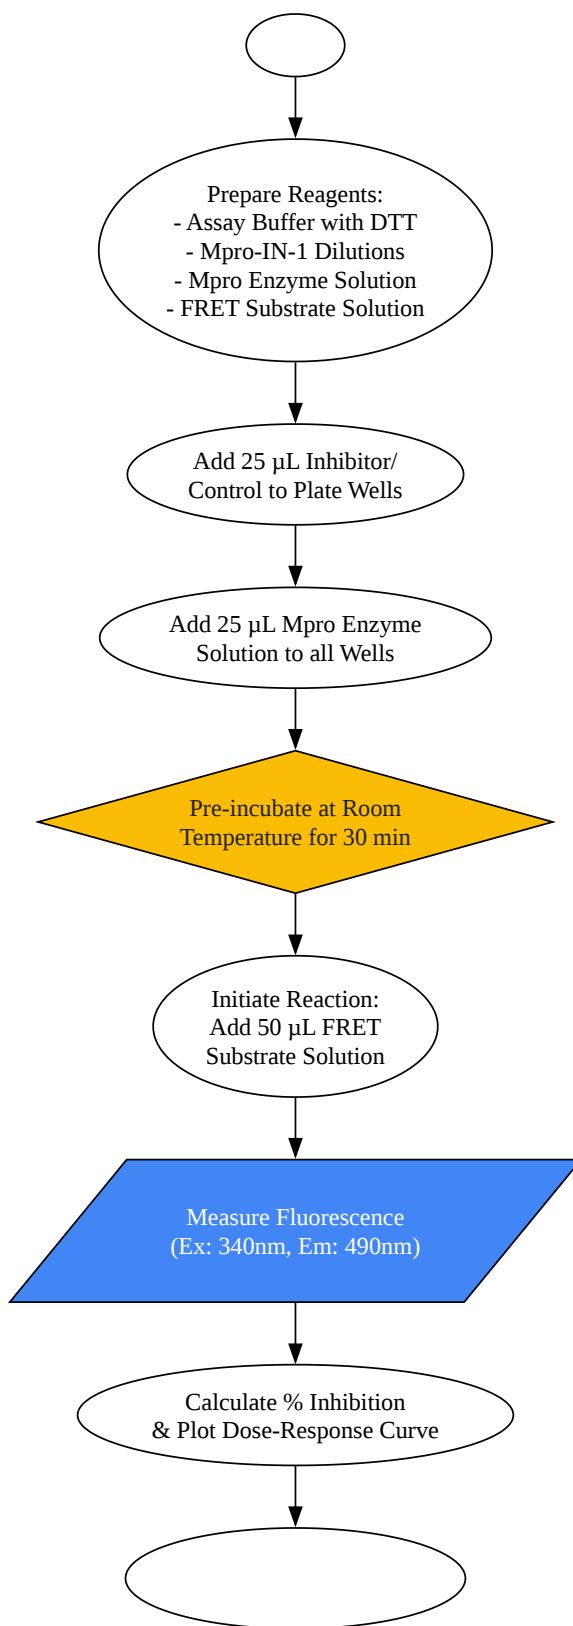 Prepare Reagents:
- Assay Buffer with DTT
- Mpro-IN-1 Dilutions
- Mpro Enzyme Solution
- FRET Substrate Solution
Add 25 µL Inhibitor/
Control to Plate Wells
Add 25 µL Mpro Enzyme
Solution to all Wells
Pre-incubate at Room
Temperature for 30 min
Initiate Reaction:
Add 50 µL FRET
Substrate Solution
Measure Fluorescence
(Ex: 340nm, Em: 490nm)
Calculate % Inhibition
& Plot Dose-Response Curve